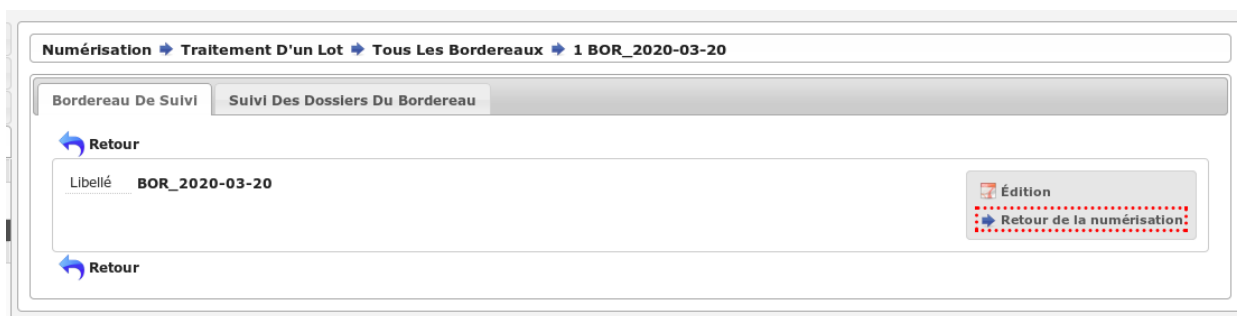 Numérisation Traitement D'un Lot Tous Les Bordereaux 1 BOR_2020-03-20
Bordereau De Suivi Suivi Des Dossiers Du Bordereau
Retour
Libellé BOR_2020-03-20
Édition
Retour de la numérisation
Retour